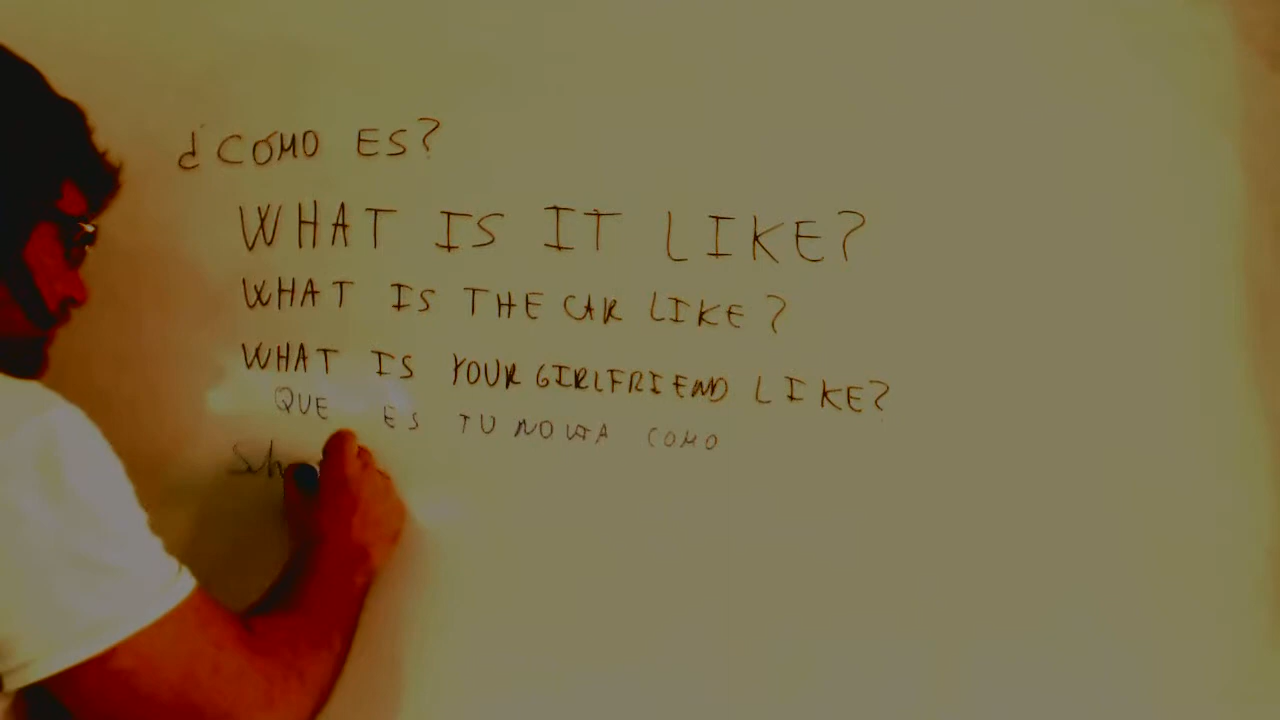 ¿COMO ES?
WHAT IS IT LIKE?
WHAT IS THE CAR LIKE?
WHAT IS YOUR GIRLFRIEND LIKE?
QUE ES TU NOVIA COMO
Sh